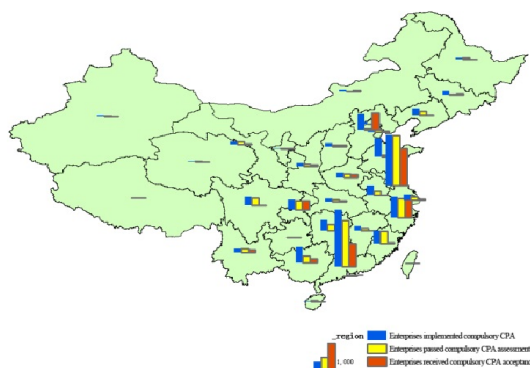 _region
1, 000
Enterprises implemented compulsory CPA
Enterprises passed compulsory CPA assessment
Enterprises received compulsory CPA acceptanc